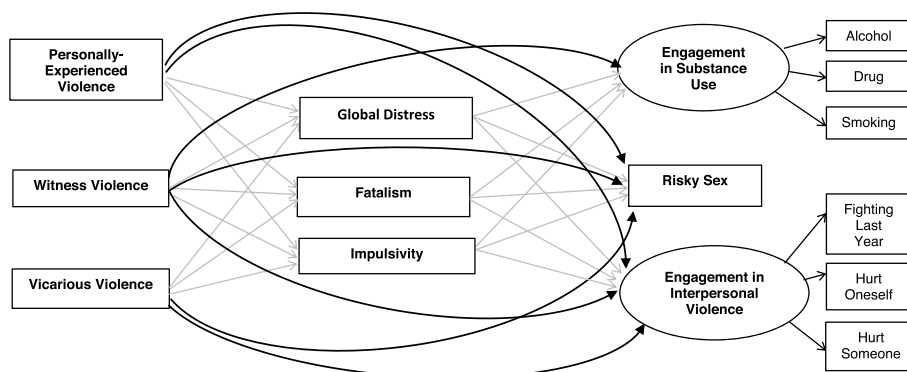 Personally-
Experienced
Violence
Witness Violence
Vicarious Violence
Global Distress
Fatalism
Impulsivity
Engagement
in Substance
Use
Risky Sex
Engagement in
Interpersonal
Violence
Alcohol
Drug
Smoking
Fighting
Last
Year
Hurt
Oneself
Hurt
Someone